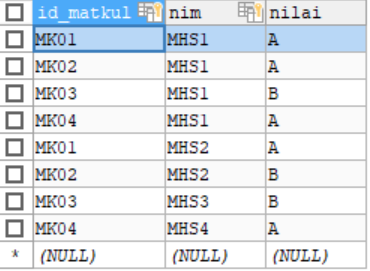 id_matkul nim nilai
MK01 MHS1 A
MK02 MHS1 A
MK03 MHS1 B
MK04 MHS1 A
MK01 MHS2 A
MK02 MHS2 B
MK03 MHS3 B
MK04 MHS4 A
* (NULL) (NULL) (NULL)